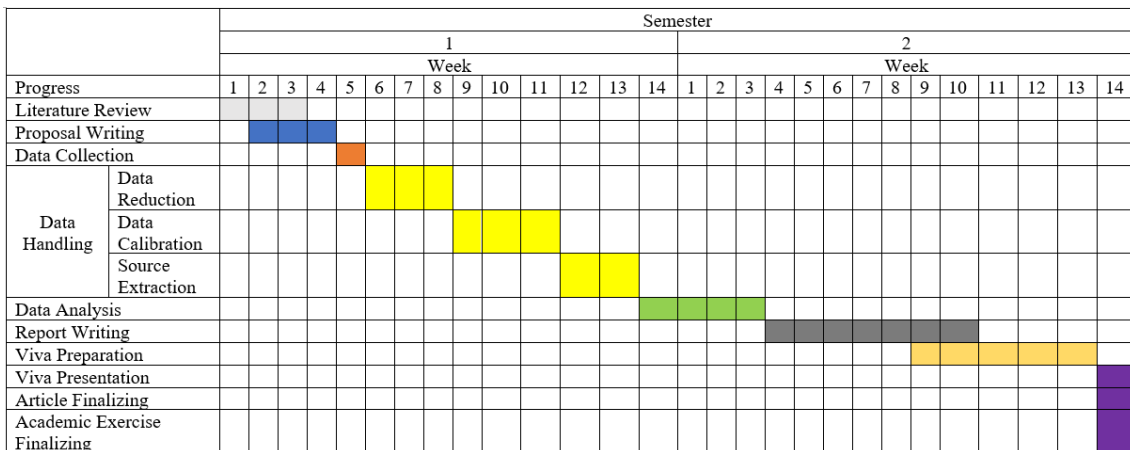 Semester
1 2
Week Week
Progress 1 2 3 4 5 6 7 8 9 10 11 12 13 14 1 2 3 4 5 6 7 8 9 10 11 12 13 14
Literature Review
Proposal Writing
Data Collection
Data Handling
Data
Reduction
Data
Calibration
Source
Extraction
Data Analysis
Report Writing
Viva Preparation
Viva Presentation
Article Finalizing
Academic Exercise
Finalizing